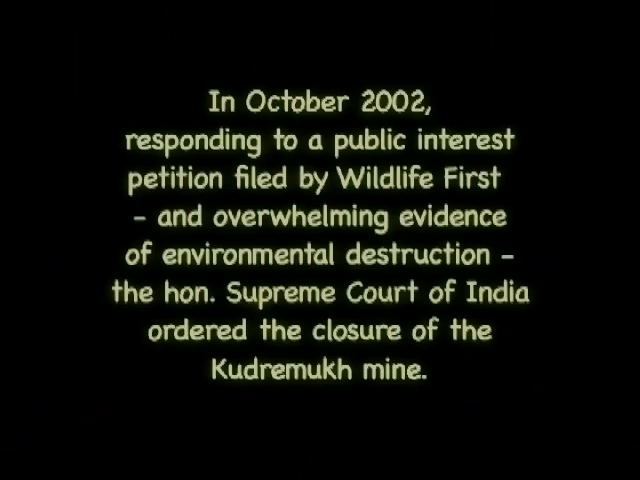 In October 2002,
responding to a public interest
petition filed by Wildlife First
- and overwhelming evidence
of environmental destruction -
the hon. Supreme Court of India
ordered the closure of the
Kudremukh mine.